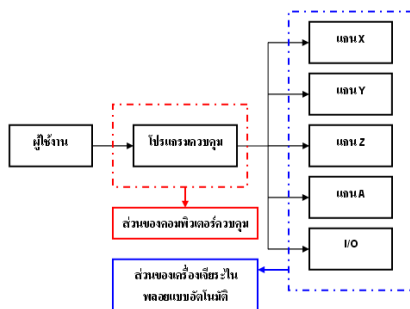 แกน X
แกน Y
ผู้ใช้งาน
โปรแกรมควบคุม
แกน Z
แกน A
ส่วนของคอมพิวเตอร์ควบคุม
I/O
ส่วนของเครื่องเจียระไน
พลอยแบบอัตโนมัติ